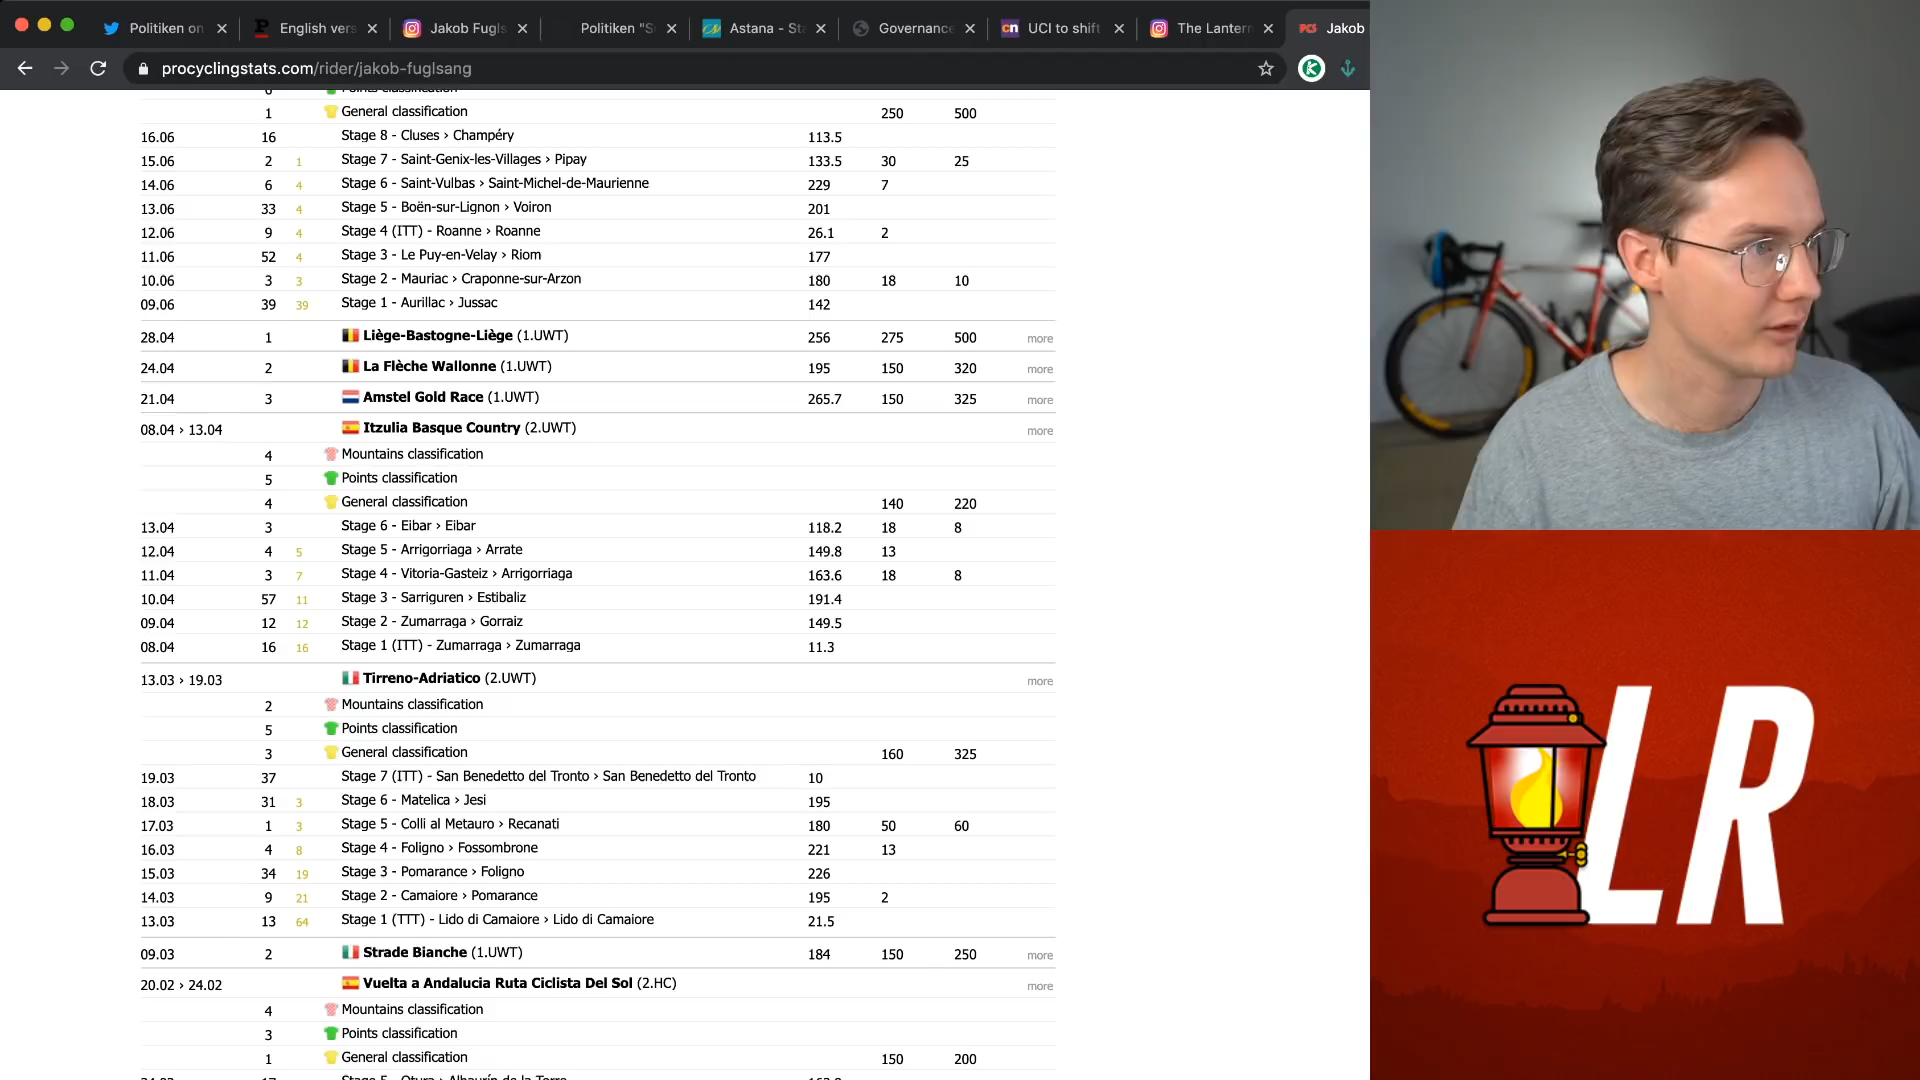 Politiken on
English vers
Jakob Fugls
Politiken "S
Astana - Sta
Governance
UCI to shift
The Lantern
PCS Jakob
procyclingstats.com/rider/jakob-fuglsang
6 Points classification
1 General classification 250 500
16.06 16 Stage 8 - Cluses › Champéry 113.5
15.06 2 1 Stage 7 - Saint-Genix-les-Villages › Pipay 133.5 30 25
14.06 6 4 Stage 6 - Saint-Vulbas › Saint-Michel-de-Maurienne 229 7
13.06 33 4 Stage 5 - Boën-sur-Lignon › Voiron 201
12.06 9 4 Stage 4 (ITT) - Roanne › Roanne 26.1 2
11.06 52 4 Stage 3 - Le Puy-en-Velay › Riom 177
10.06 3 3 Stage 2 - Mauriac › Craponne-sur-Arzon 180 18 10
09.06 39 39 Stage 1 - Aurillac › Jussac 142
28.04 1 Liège-Bastogne-Liège (1.UWT) 256 275 500 more
24.04 2 La Flèche Wallonne (1.UWT) 195 150 320 more
21.04 3 Amstel Gold Race (1.UWT) 265.7 150 325 more
08.04 › 13.04 Itzulia Basque Country (2.UWT) more
4 Mountains classification
5 Points classification
4 General classification 140 220
13.04 3 Stage 6 - Eibar › Eibar 118.2 18 8
12.04 4 5 Stage 5 - Arrigorriaga › Arrate 149.8 13
11.04 3 7 Stage 4 - Vitoria-Gasteiz › Arrigorriaga 163.6 18 8
10.04 57 11 Stage 3 - Sarriguren › Estibaliz 191.4
09.04 12 12 Stage 2 - Zumarraga › Gorraiz 149.5
08.04 16 16 Stage 1 (ITT) - Zumarraga › Zumarraga 11.3
13.03 › 19.03 Tirreno-Adriatico (2.UWT) more
2 Mountains classification
5 Points classification
3 General classification 160 325
19.03 37 Stage 7 (ITT) - San Benedetto del Tronto › San Benedetto del Tronto 10
18.03 31 3 Stage 6 - Matelica › Jesi 195
17.03 1 3 Stage 5 - Colli al Metauro › Recanati 180 50 60
16.03 4 8 Stage 4 - Foligno › Fossombrone 221 13
15.03 34 19 Stage 3 - Pomarance › Foligno 226
14.03 9 21 Stage 2 - Camaiore › Pomarance 195 2
13.03 13 64 Stage 1 (TTT) - Lido di Camaiore › Lido di Camaiore 21.5
09.03 2 Strade Bianche (1.UWT) 184 150 250 more
20.02 › 24.02 Vuelta a Andalucia Ruta Ciclista Del Sol (2.HC) more
4 Mountains classification
3 Points classification
1 General classification 150 200
LR